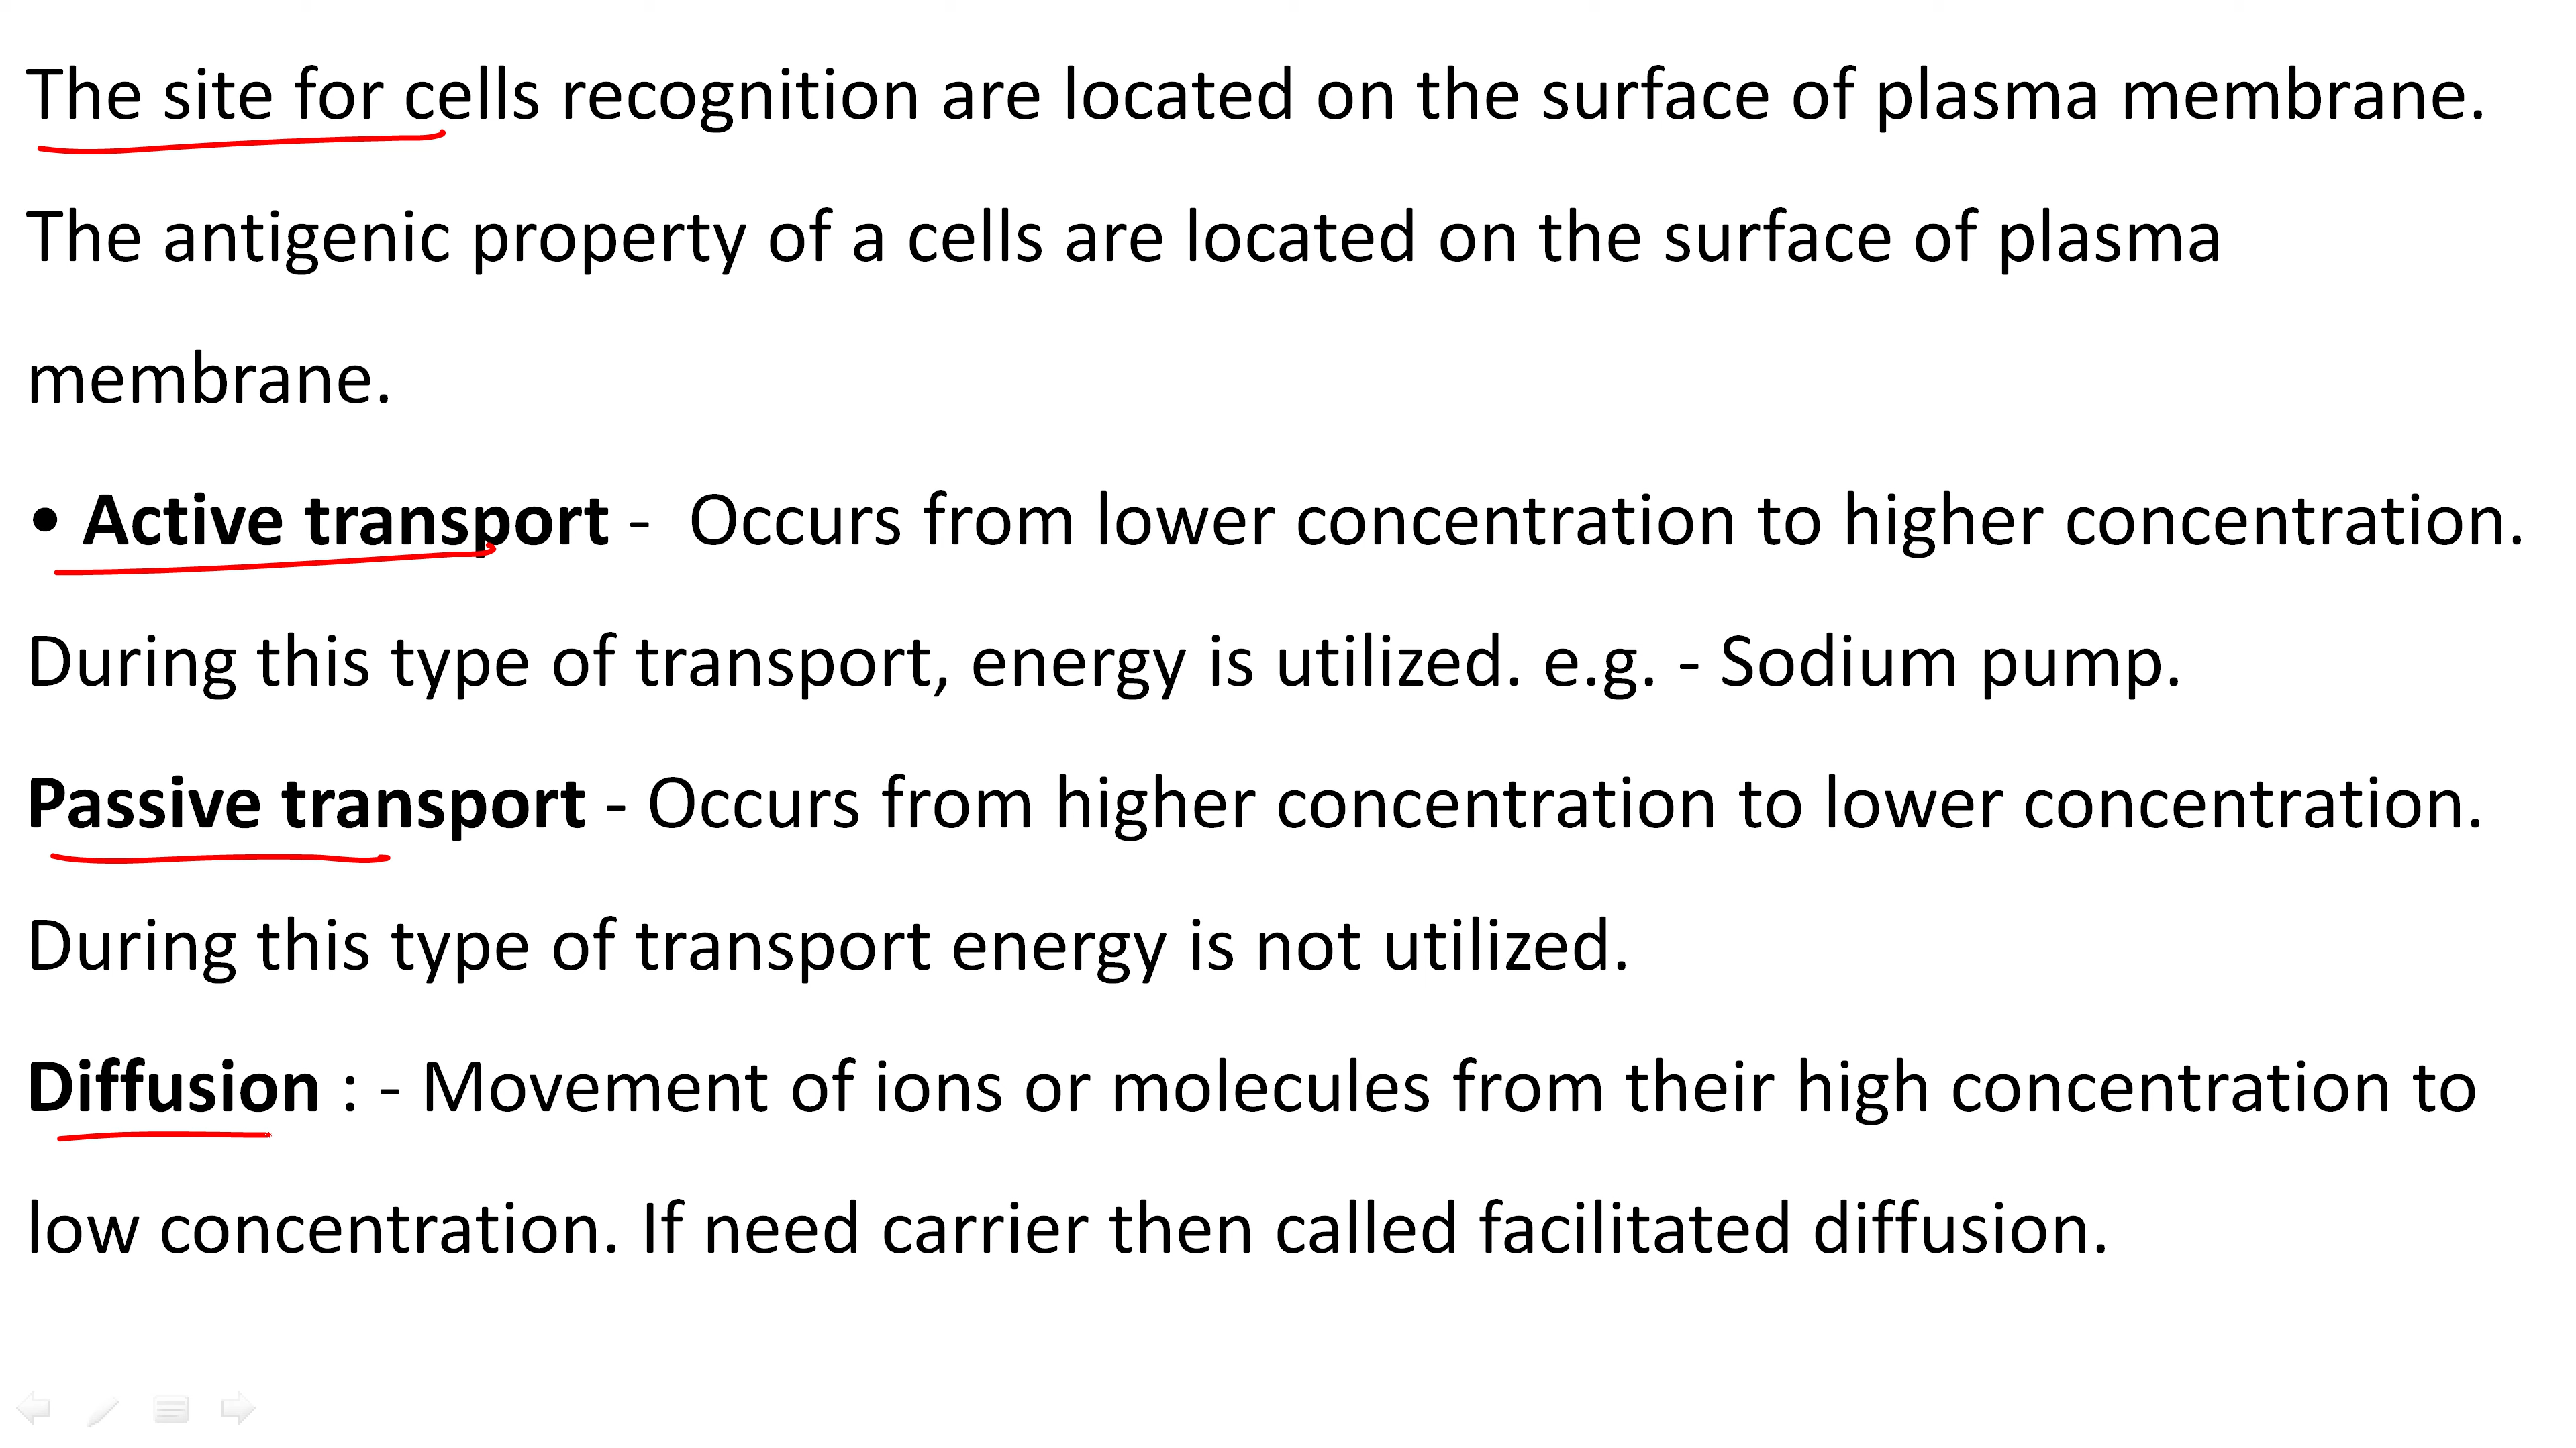 The site for cells recognition are located on the surface of plasma membrane.
The antigenic property of a cells are located on the surface of plasma
membrane.
• Active transport -  Occurs from lower concentration to higher concentration.
During this type of transport, energy is utilized. e.g. - Sodium pump.
Passive transport - Occurs from higher concentration to lower concentration.
During this type of transport energy is not utilized.
Diffusion : - Movement of ions or molecules from their high concentration to
low concentration. If need carrier then called facilitated diffusion.